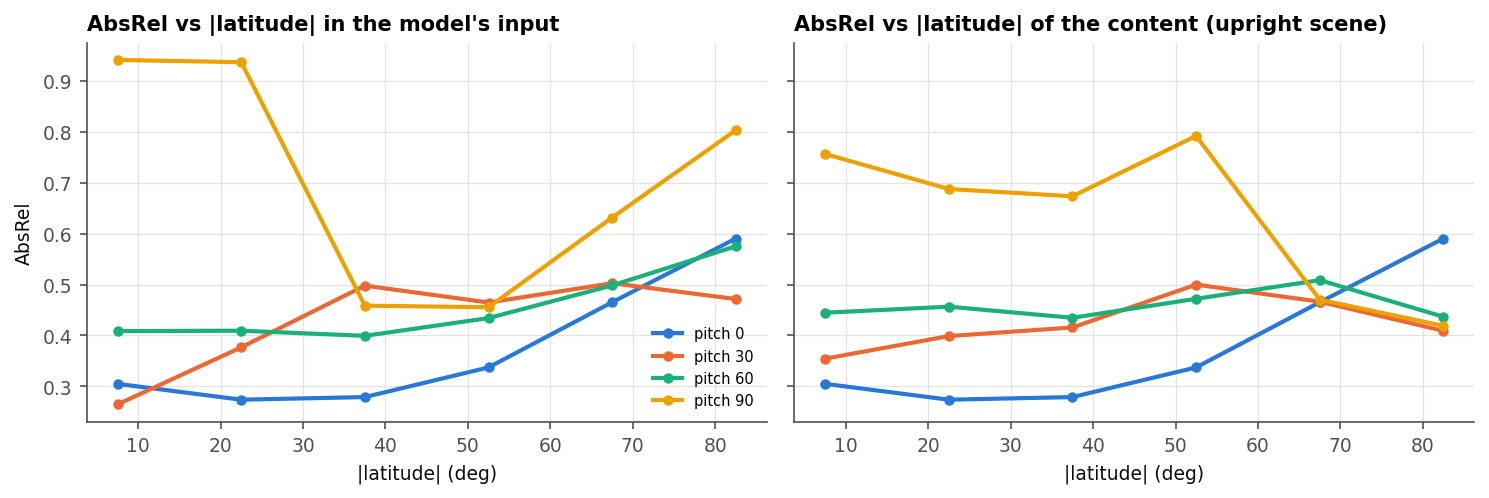 AbsRel vs |latitude| in the model's input
AbsRel
0.9
0.8
0.7
0.6
0.5
0.4
0.3
10 20 30 40 50 60 70 80
|latitude| (deg)
pitch 0
pitch 30
pitch 60
pitch 90
AbsRel vs |latitude| of the content (upright scene)
10 20 30 40 50 60 70 80
|latitude| (deg)